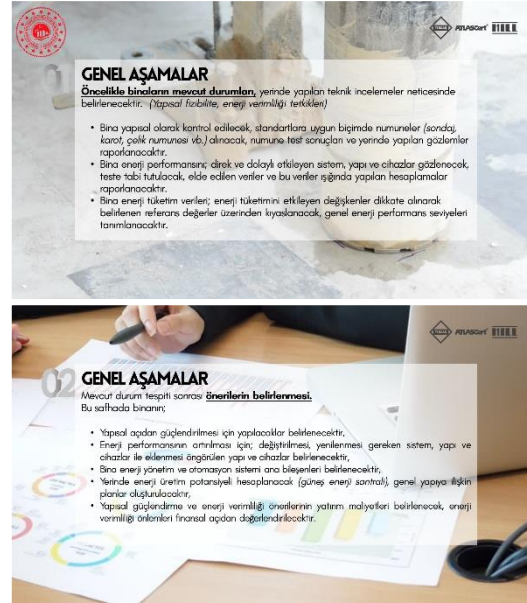 ATLASCert
01
GENEL AŞAMALAR
Öncelikle binaların mevcut durumları, yerinde yapılan teknik incelemeler neticesinde
belirlenecektir. (Yapısal fizibilite, enerji verimliliği tetkikleri)
• Bina yapısal olarak kontrol edilecek, standartlara uygun biçimde numuneler (sondaj,
karot, çelik numunesi vb.) alınacak, numune test sonuçları ve yerinde yapılan gözlemler
raporlanacaktır.
• Bina enerji performansını; direk ve dolaylı etkileyen sistem, yapı ve cihazlar gözlenecek,
teste tabi tutulacak, elde edilen veriler ve bu veriler ışığında yapılan hesaplamalar
raporlanacaktır.
• Bina enerji tüketim verileri; enerji tüketimini etkileyen değişkenler dikkate alınarak
belirlenen referans değerler üzerinden kıyaslanacak, genel enerji performans seviyeleri
tanımlanacaktır.
ATLASCert
02
GENEL AŞAMALAR
Mevcut durum tespiti sonrası önerilerin belirlenmesi.
Bu safhada binanın;
• Yapısal açıdan güçlendirilmesi için yapılacaklar belirlenecektir,
• Enerji performansının artırılması için; değiştirilmesi, yenilenmesi gereken sistem, yapı ve
cihazlar ile eklenmesi öngörülen yapı ve cihazlar belirlenecektir,
• Bina enerji yönetim ve otomasyon sistemi ana bileşenleri belirlenecektir,
• Yerinde enerji üretim potansiyeli hesaplanacak (güneş enerji santrali), genel yapıya ilişkin
planlar oluşturulacaktır,
• Yapısal güçlendirme ve enerji verimliliği önerilerinin yatırım maliyetleri belirlenecek, enerji
verimliliği önlemleri finansal açıdan değerlendirilecektir.